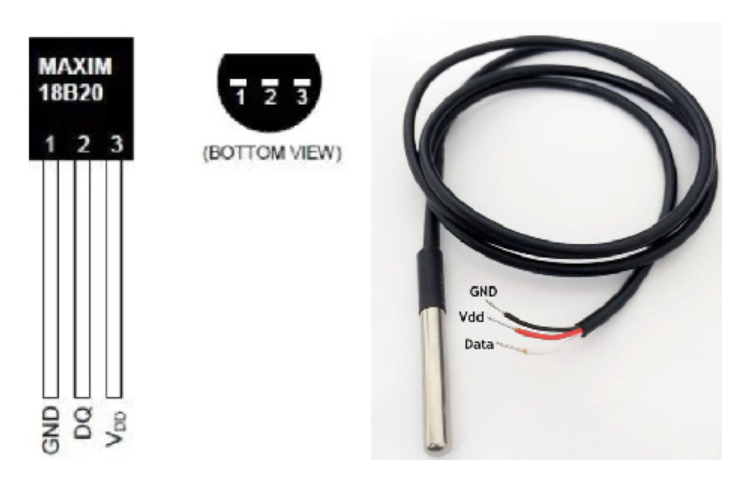 MAXIM
18B20
1 2 3
GND
DQ
VDD
1 2 3
(BOTTOM VIEW)
GND
Vdd
Data